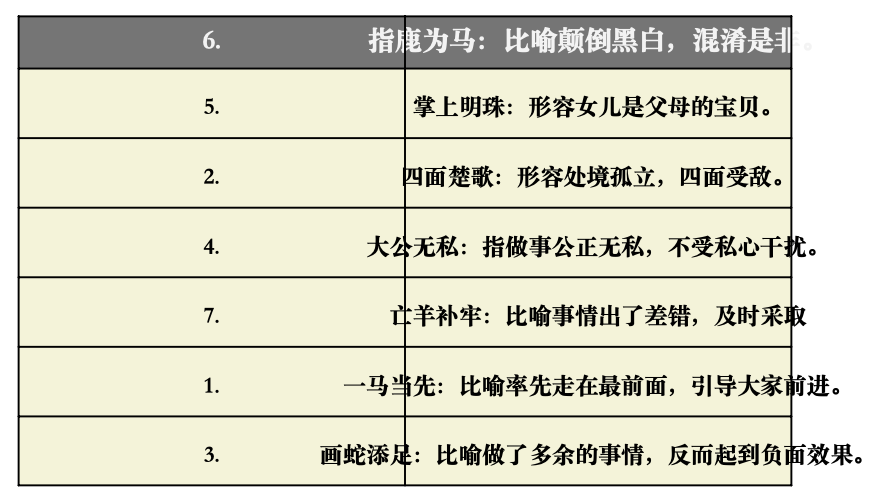 6. 指鹿为马：比喻颠倒黑白，混淆是非。
5. 掌上明珠：形容女儿是父母的宝贝。
2. 四面楚歌：形容处境孤立，四面受敌。
4. 大公无私：指做事公正无私，不受私心干扰。
7. 亡羊补牢：比喻事情出了差错，及时采取
1. 一马当先：比喻率先走在最前面，引导大家前进。
3. 画蛇添足：比喻做了多余的事情，反而起到负面效果。